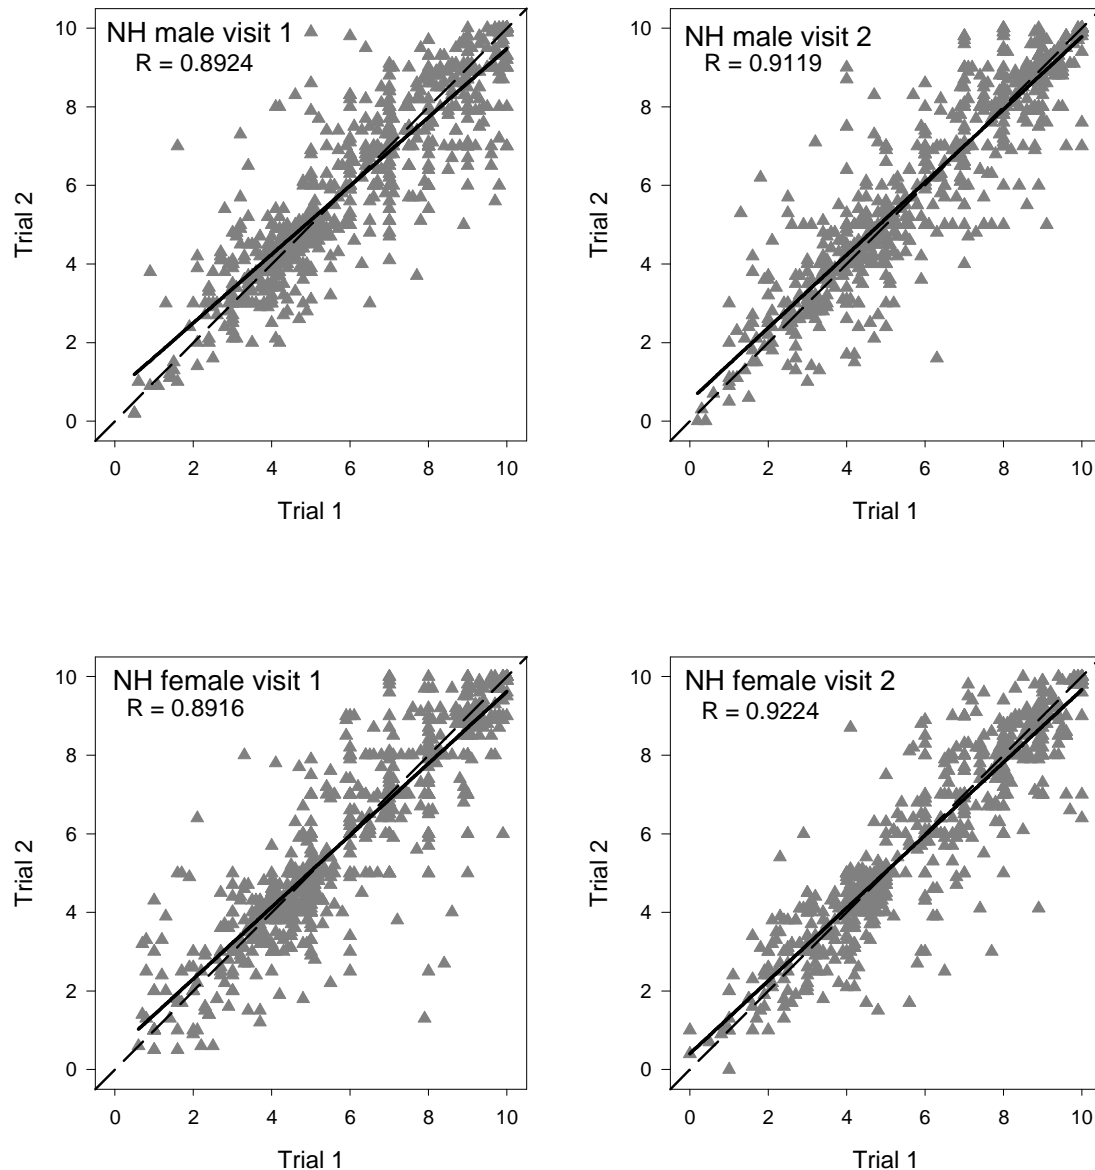 NH male visit 1
R = 0.8924
10
8
6
4
2
0
Trial 2
0 2 4 6 8 10
Trial 1
NH male visit 2
R = 0.9119
10
8
6
4
2
0
Trial 2
0 2 4 6 8 10
Trial 1
NH female visit 1
R = 0.8916
10
8
6
4
2
0
Trial 2
0 2 4 6 8 10
Trial 1
NH female visit 2
R = 0.9224
10
8
6
4
2
0
Trial 2
0 2 4 6 8 10
Trial 1